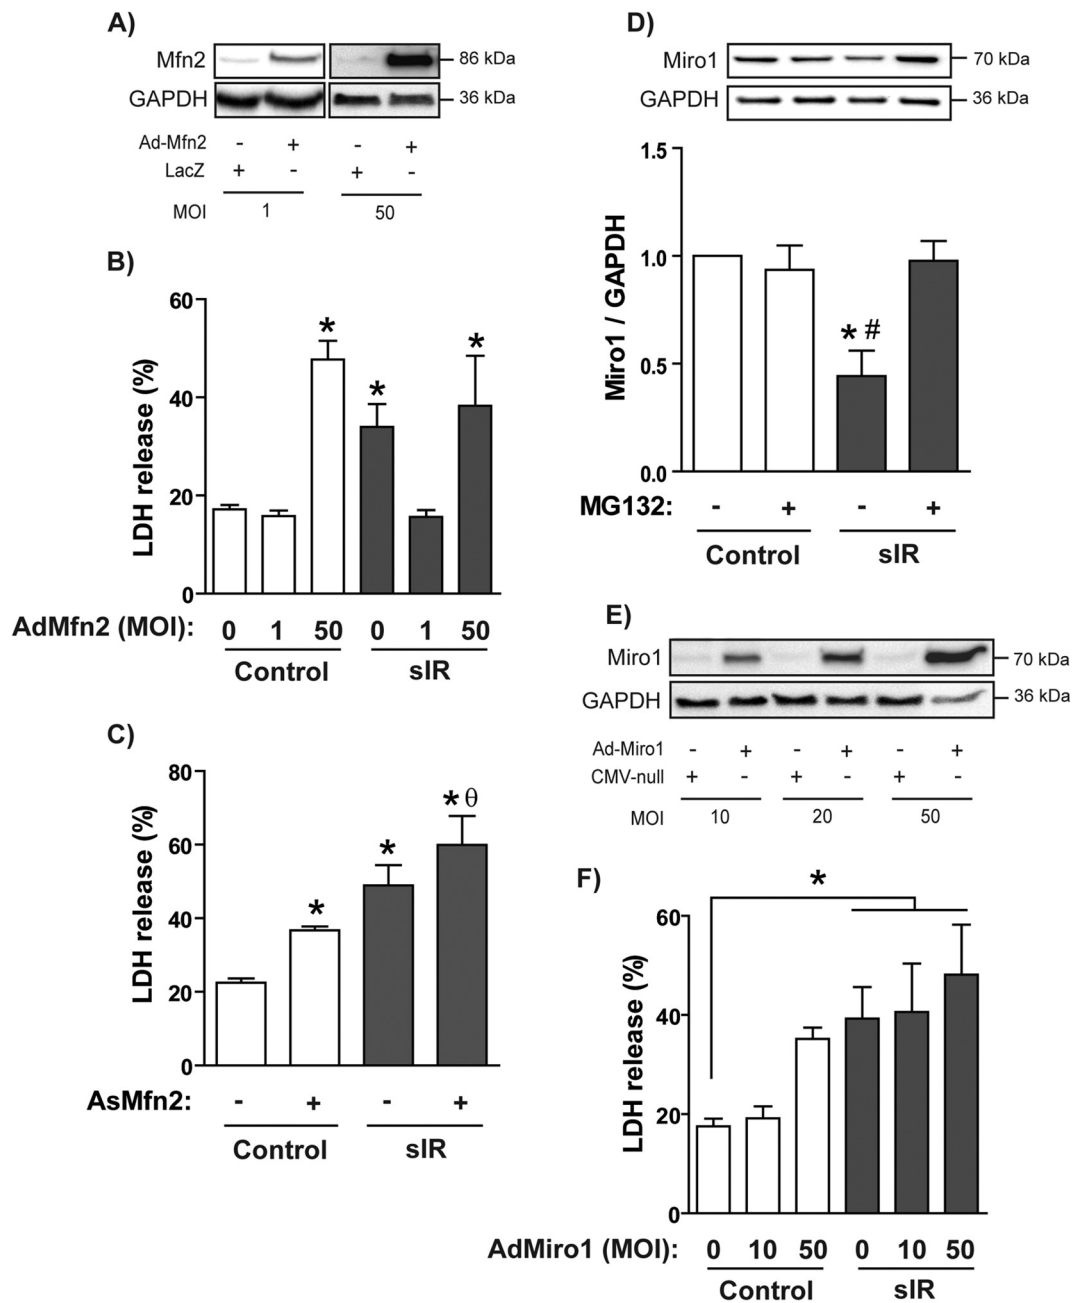 A)
Mfn2
86 kDa
GAPDH
36 kDa
Ad-Mfn2 - + - +
LacZ + - + -
MOI 1 50
B)
60
40
20
0
LDH release (%)
* * *
AdMfn2 (MOI): 0 1 50 0 1 50
Control sIR
C)
80
60
40
20
0
LDH release (%)
* * * θ
AsMfn2: - + - +
Control sIR
D)
Miro1
70 kDa
GAPDH
36 kDa
1.5
1.0
0.5
0.0
Miro1 / GAPDH
* #
MG132: - + - +
Control sIR
E)
Miro1
70 kDa
GAPDH
36 kDa
Ad-Miro1 - + - + - +
CMV-null + - + - + -
MOI 10 20 50
F)
*
60
40
20
0
LDH release (%)
AdMiro1 (MOI): 0 10 50 0 10 50
Control sIR